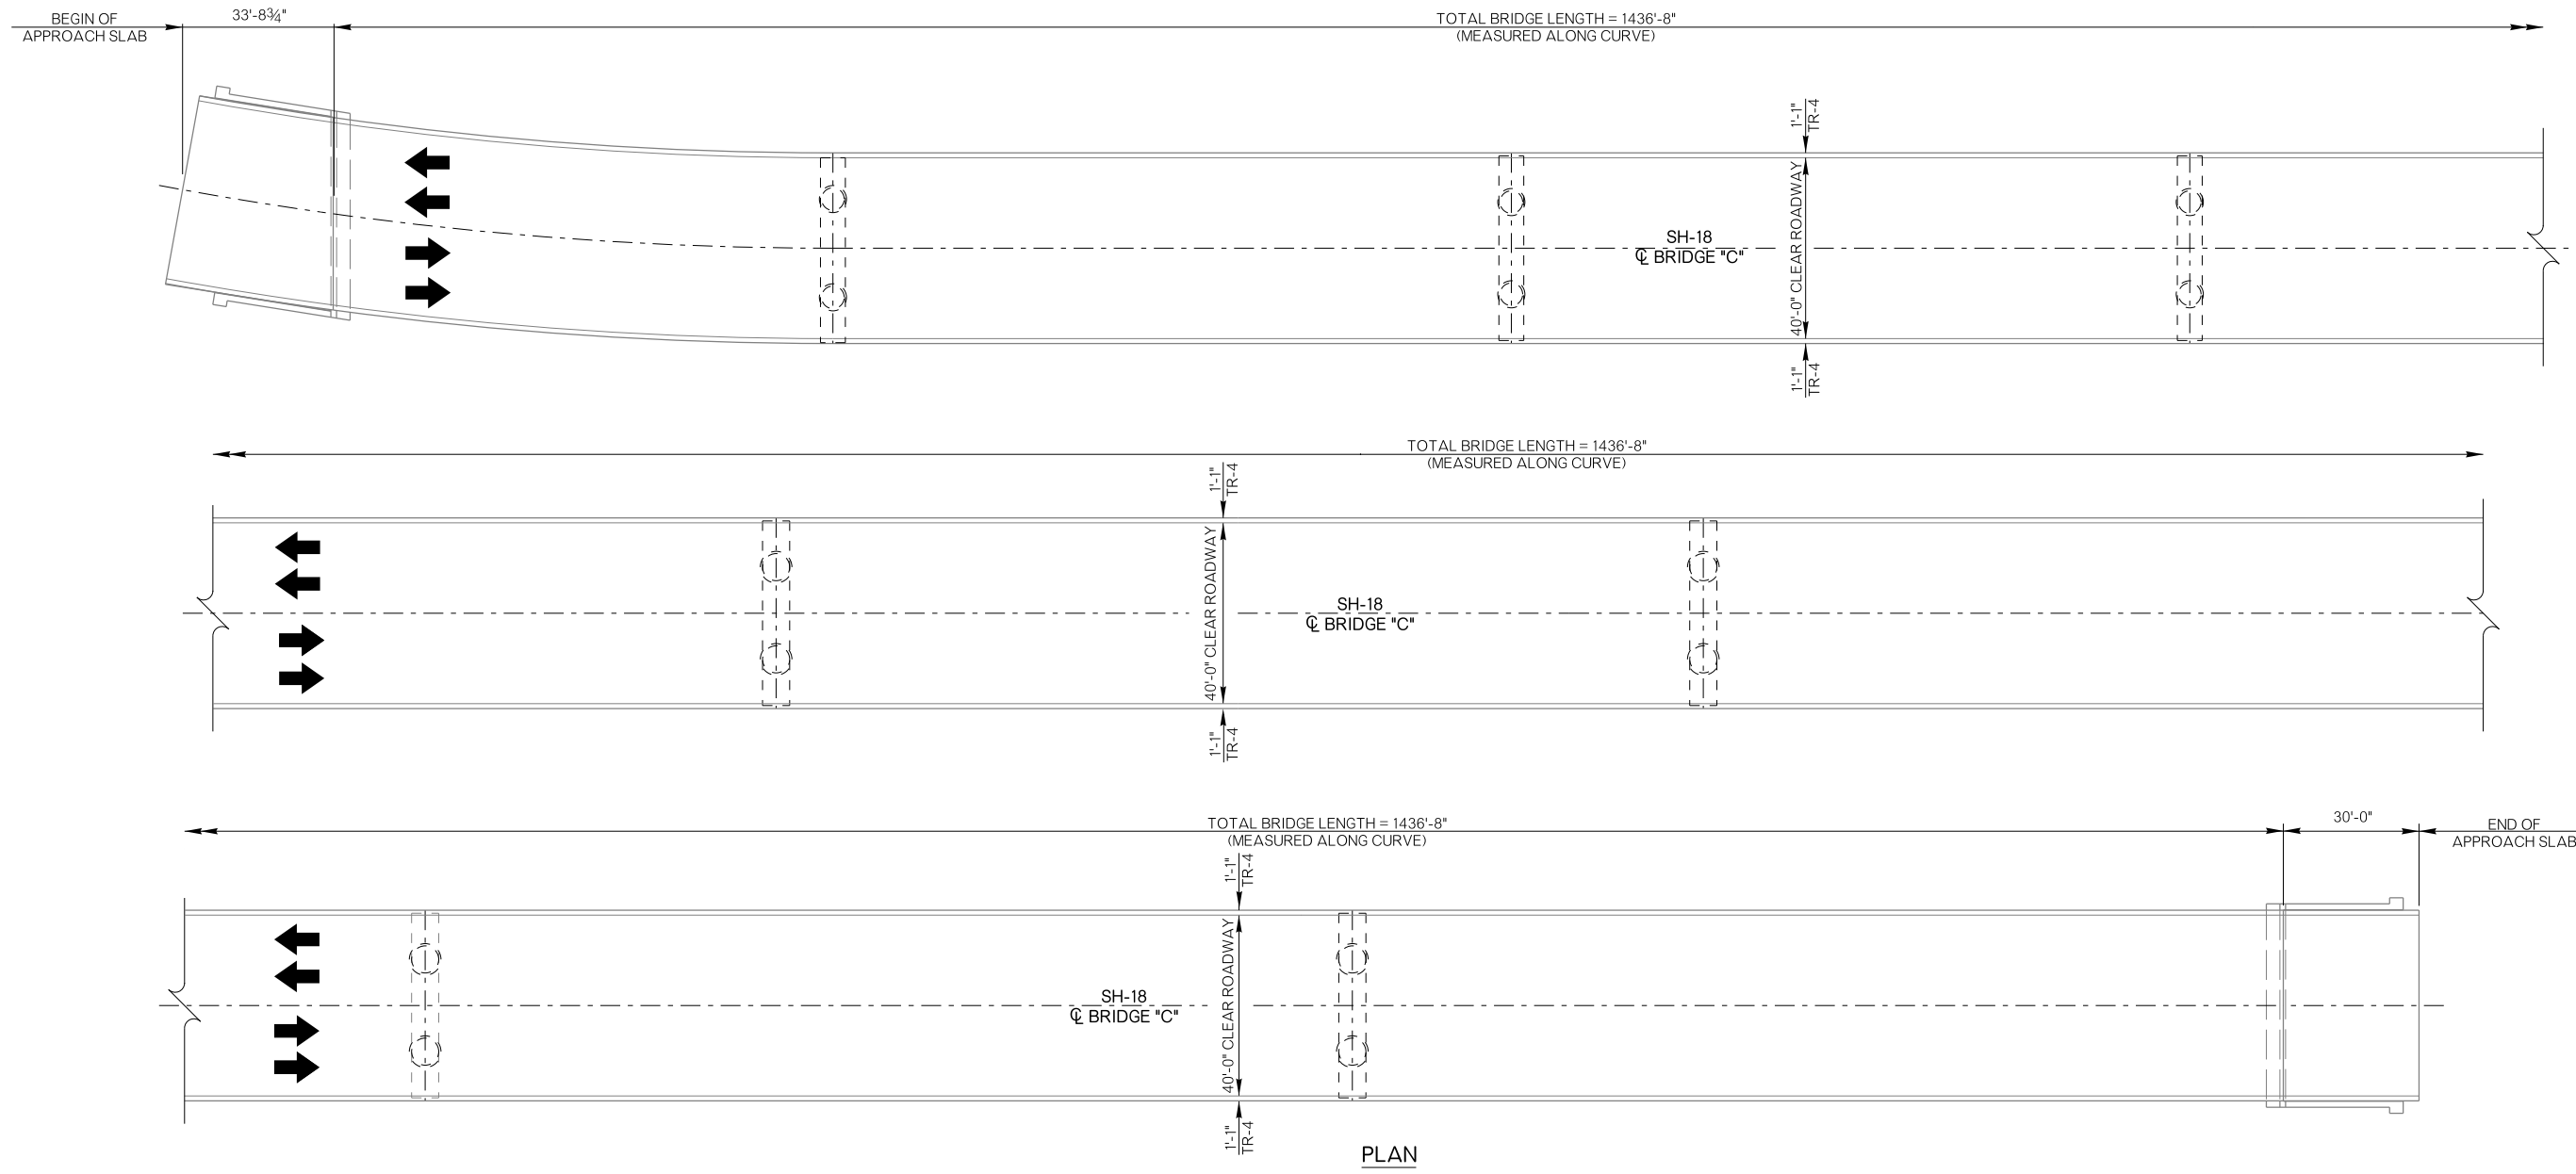 BEGIN OF
APPROACH SLAB
33'-8¾"
TOTAL BRIDGE LENGTH = 1436'-8"
(MEASURED ALONG CURVE)
1'-1"
TR-4
40'-0" CLEAR ROADWAY
SH-18
℄ BRIDGE "C"
1'-1"
TR-4
TOTAL BRIDGE LENGTH = 1436'-8"
(MEASURED ALONG CURVE)
1'-1"
TR-4
40'-0" CLEAR ROADWAY
SH-18
℄ BRIDGE "C"
1'-1"
TR-4
TOTAL BRIDGE LENGTH = 1436'-8"
(MEASURED ALONG CURVE)
30'-0"
END OF
APPROACH SLAB
1'-1"
TR-4
40'-0" CLEAR ROADWAY
SH-18
℄ BRIDGE "C"
1'-1"
TR-4
PLAN